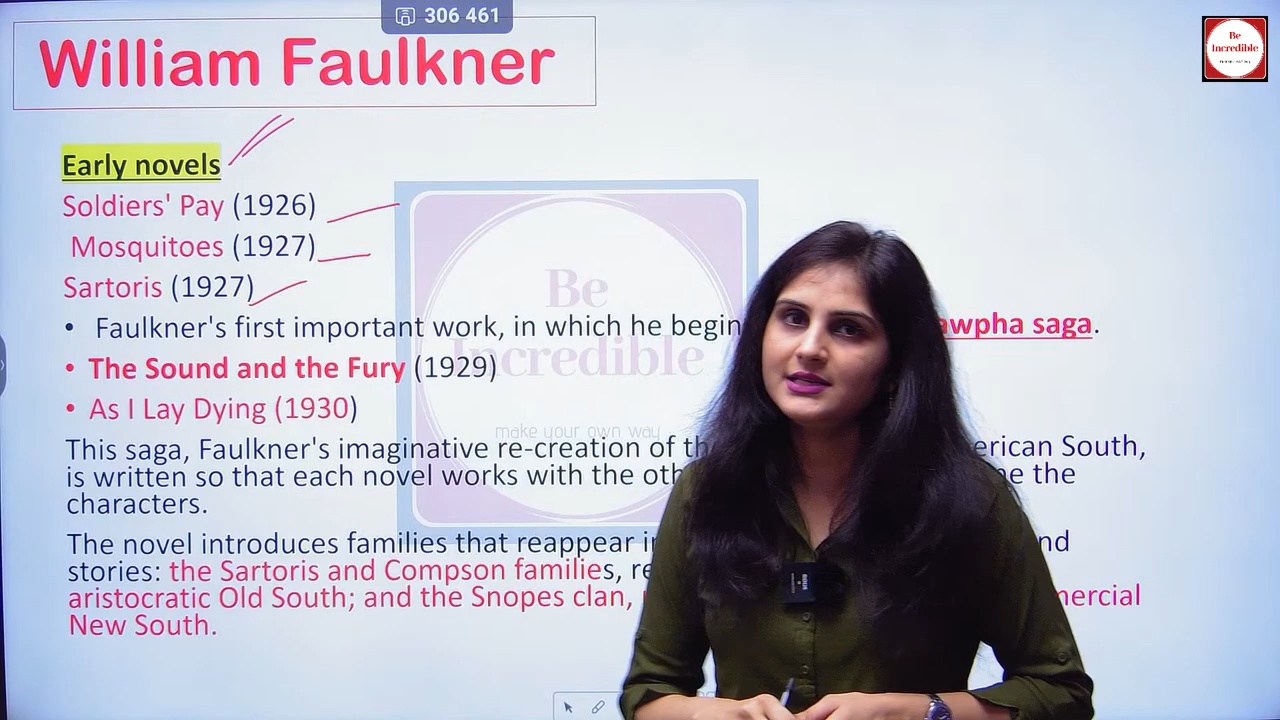 306 461
William Faulkner
Be
Incredible
Early novels
Soldiers' Pay (1926)
Mosquitoes (1927)
Sartoris (1927)
Be
Incredible
make your own way
• Faulkner's first important work, in which he begin awpha saga.
• The Sound and the Fury (1929)
• As I Lay Dying (1930)
This saga, Faulkner's imaginative re-creation of th erican South,
is written so that each novel works with the oth e the
characters.
The novel introduces families that reappear i nd
stories: the Sartoris and Compson families, re
aristocratic Old South; and the Snopes clan, mercial
New South.